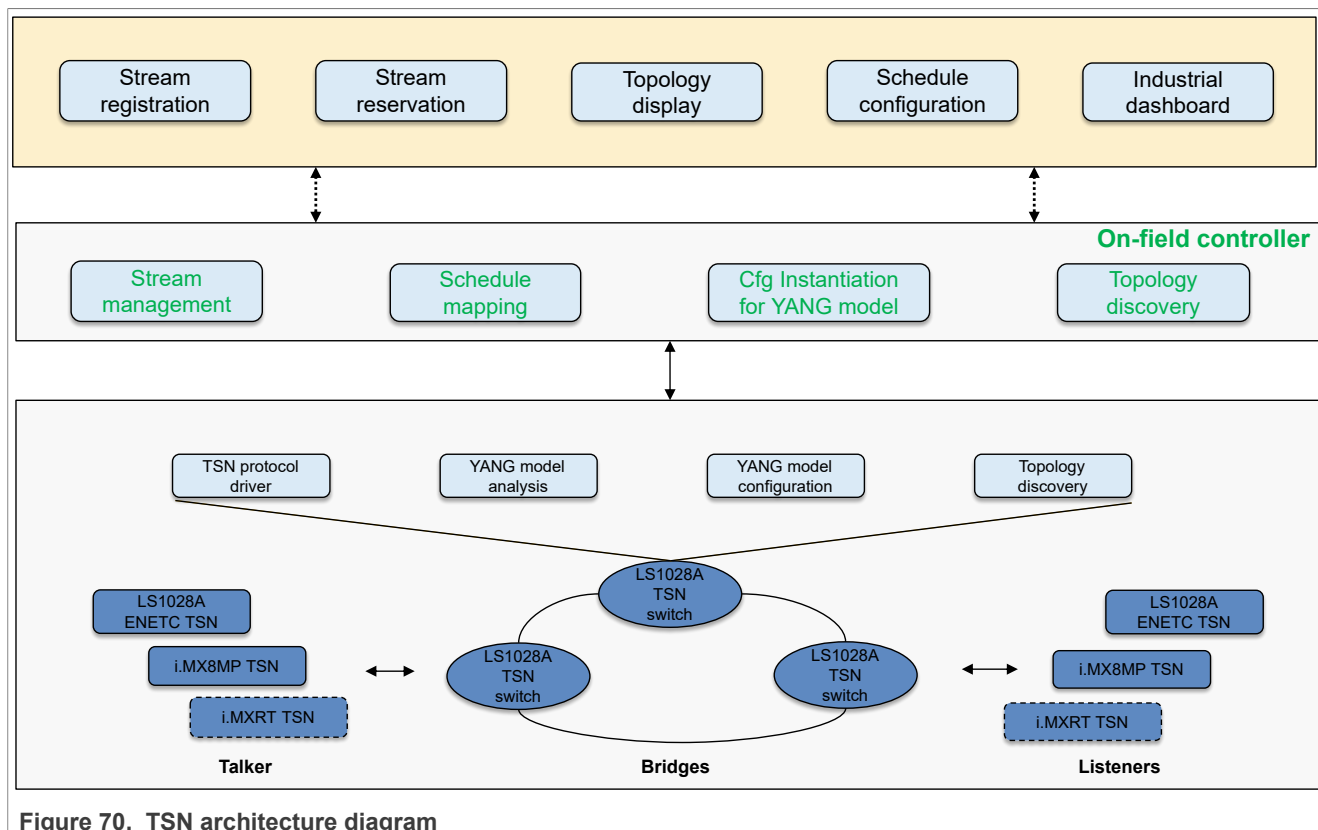 Stream
registration
Stream
reservation
Topology
display
Schedule
configuration
Industrial
dashboard
On-field controller
Stream
management
Schedule
mapping
Cfg Instantiation
for YANG model
Topology
discovery
TSN protocol
driver
YANG model
analysis
YANG model
configuration
Topology
discovery
LS1028A
TSN
switch
LS1028A
ENETC TSN
i.MX8MP TSN
i.MXRT TSN
LS1028A
TSN
switch
LS1028A
TSN
switch
LS1028A
ENETC TSN
i.MX8MP TSN
i.MXRT TSN
Talker
Bridges
Listeners
Figure 70. TSN architecture diagram